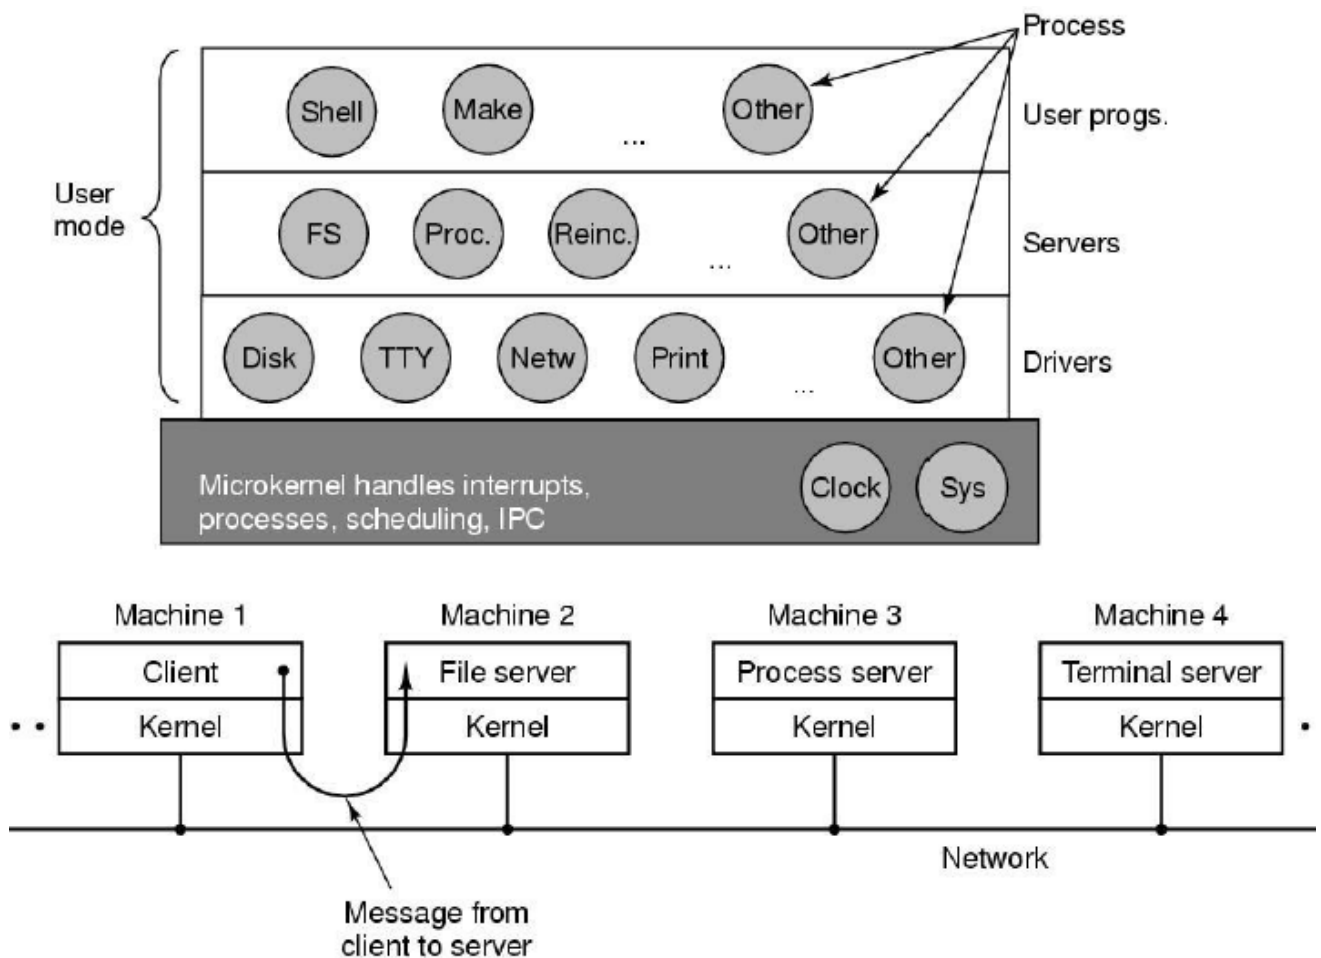 Process
Shell
Make
...
Other
User progs.
User
mode
FS
Proc.
Reinc.
...
Other
Servers
Disk
TTY
Netw
Print
...
Other
Drivers
Microkernel handles interrupts,
processes, scheduling, IPC
Clock
Sys
Machine 1
Machine 2
Machine 3
Machine 4
Client
File server
Process server
Terminal server
Kernel
Kernel
Kernel
Kernel
Network
Message from
client to server